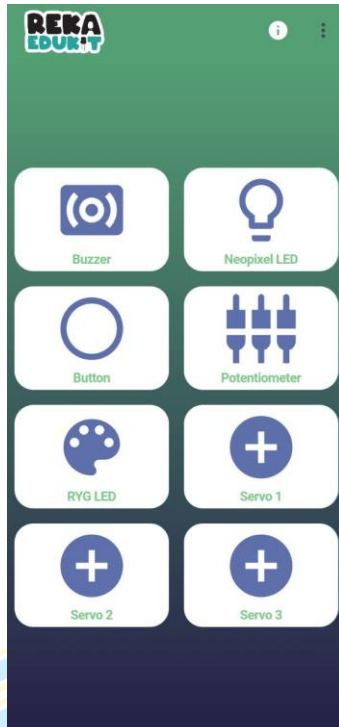 REKA
EDUKIT
Buzzer
Neopixel LED
Button
Potentiometer
RYG LED
Servo 1
Servo 2
Servo 3